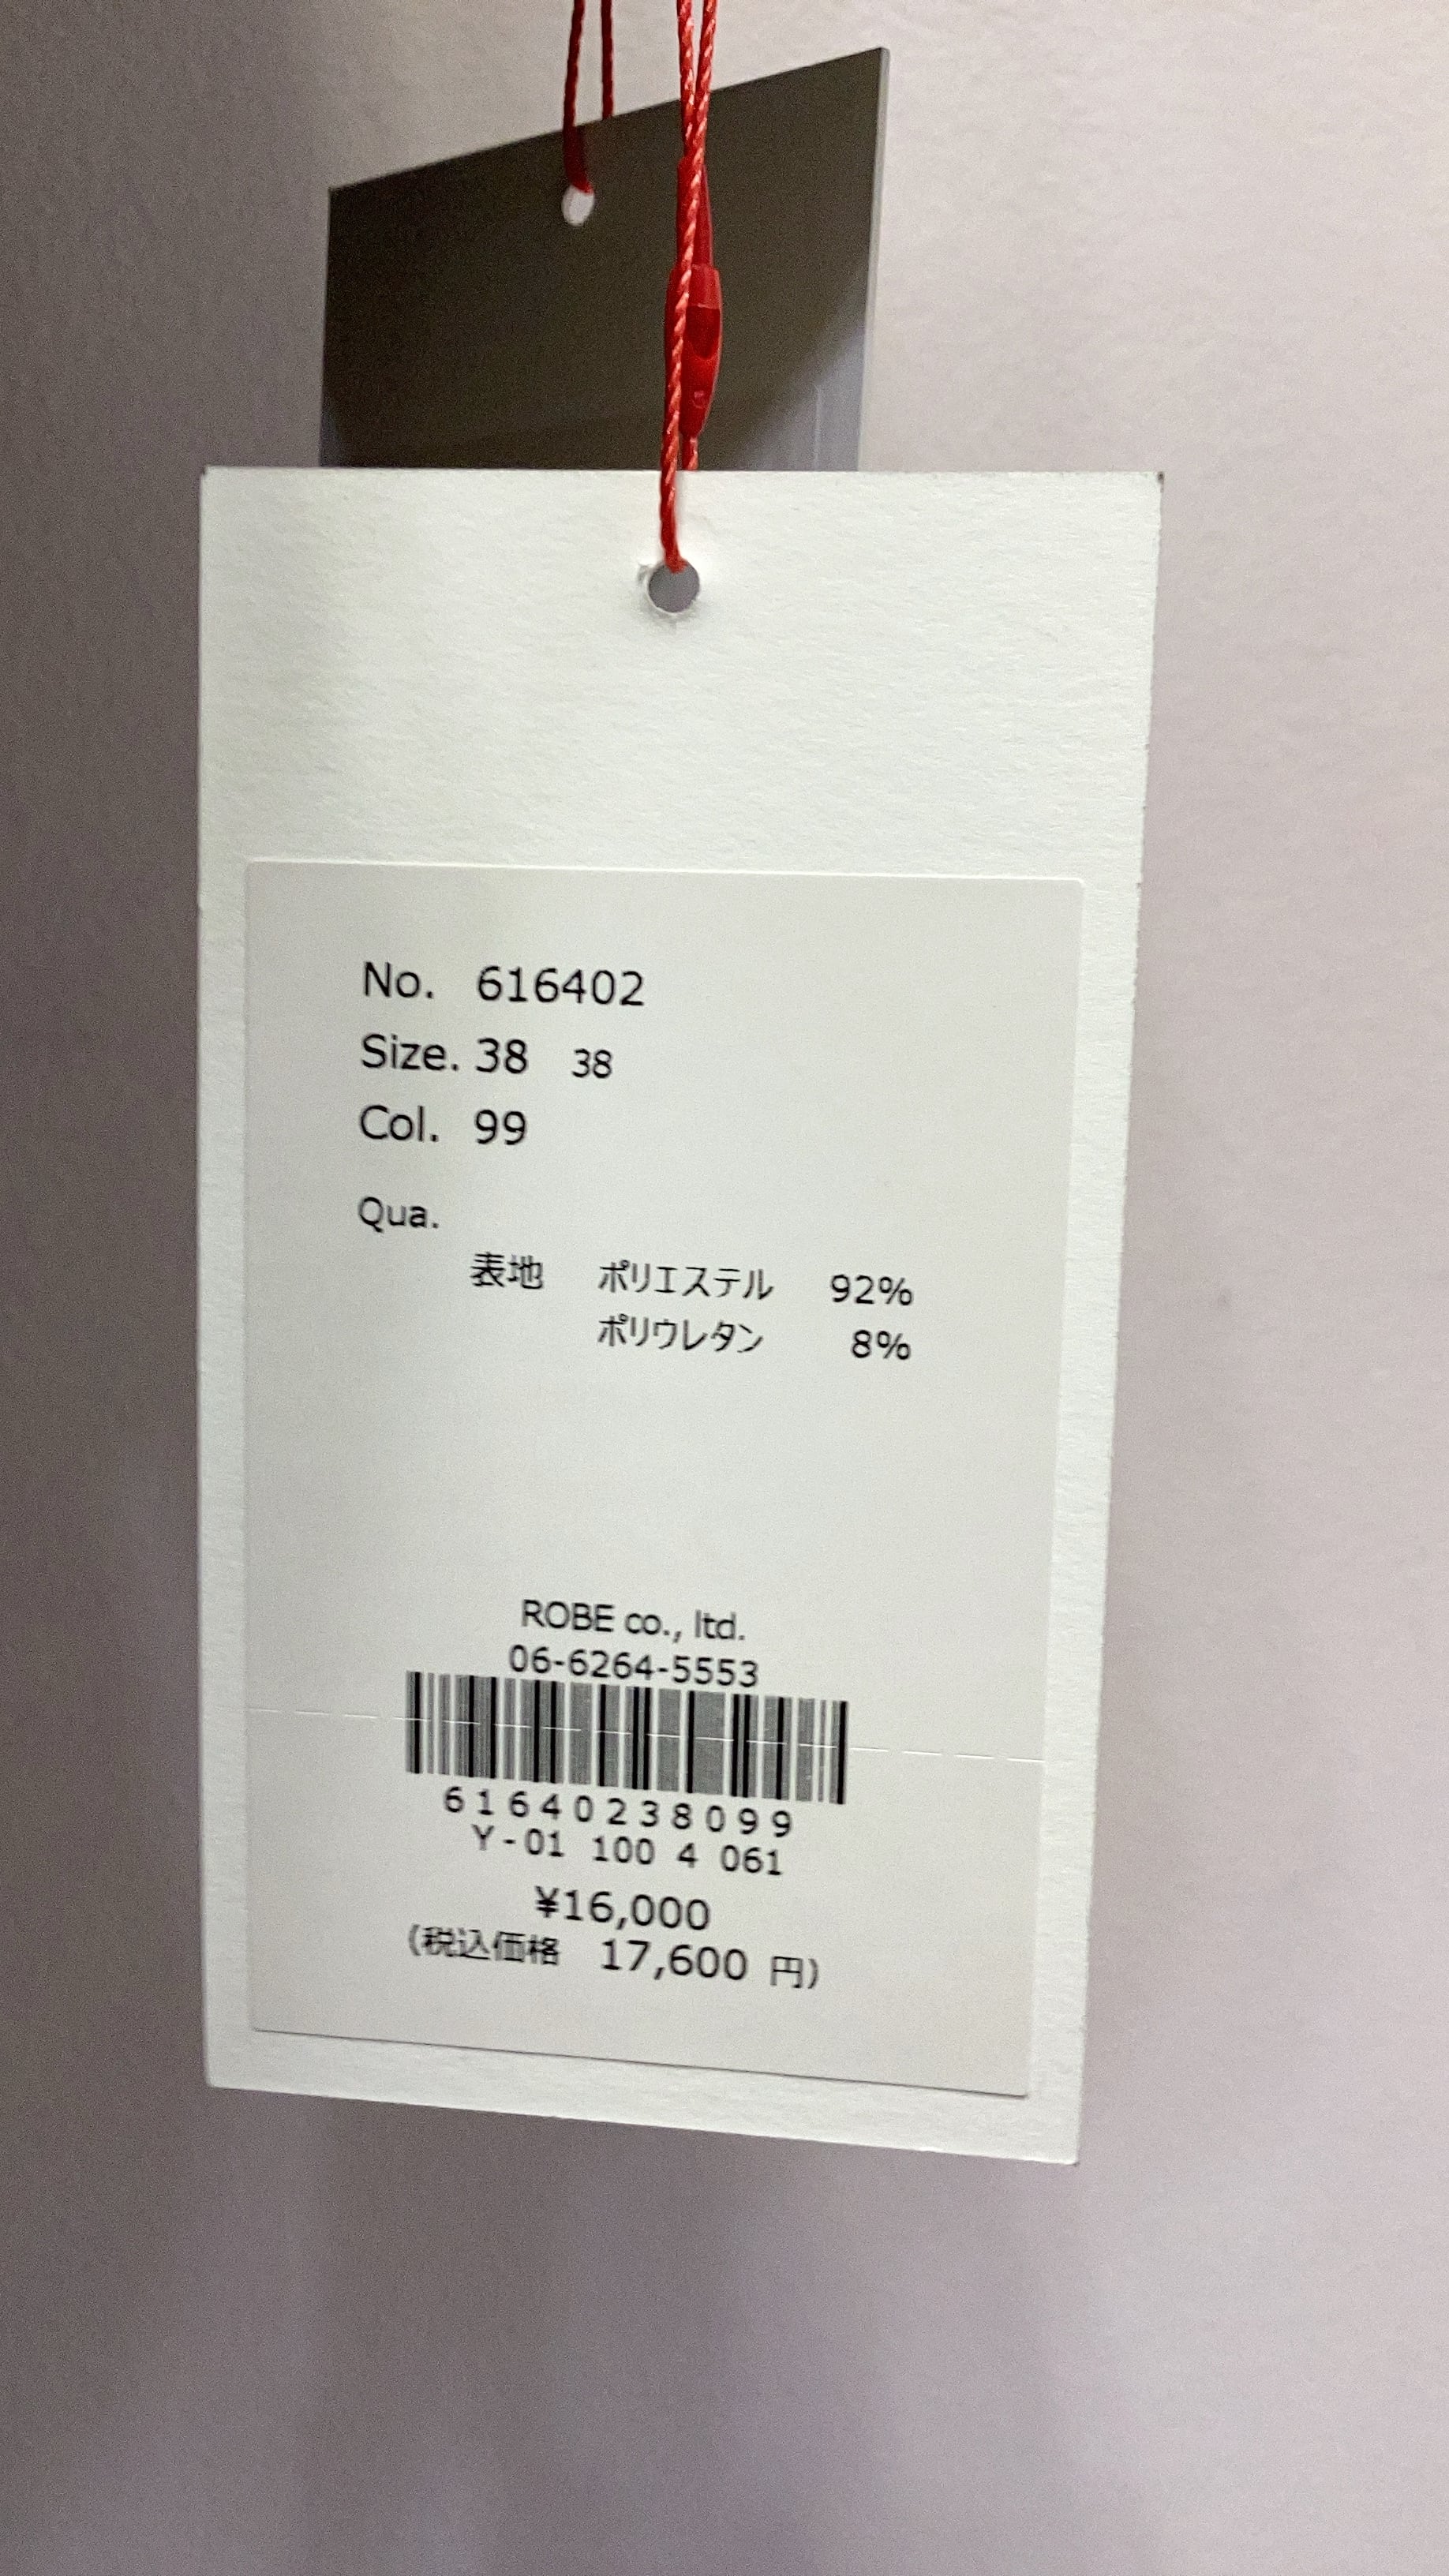 No. 616402
Size. 38 38
Col. 99
Qua.
表地 ポリエステル 92%
ポリウレタン 8%
ROBE co., ltd.
06-6264-5553
61640238099
Y-01 100 4 061
¥16,000
(税込価格 17,600 円)